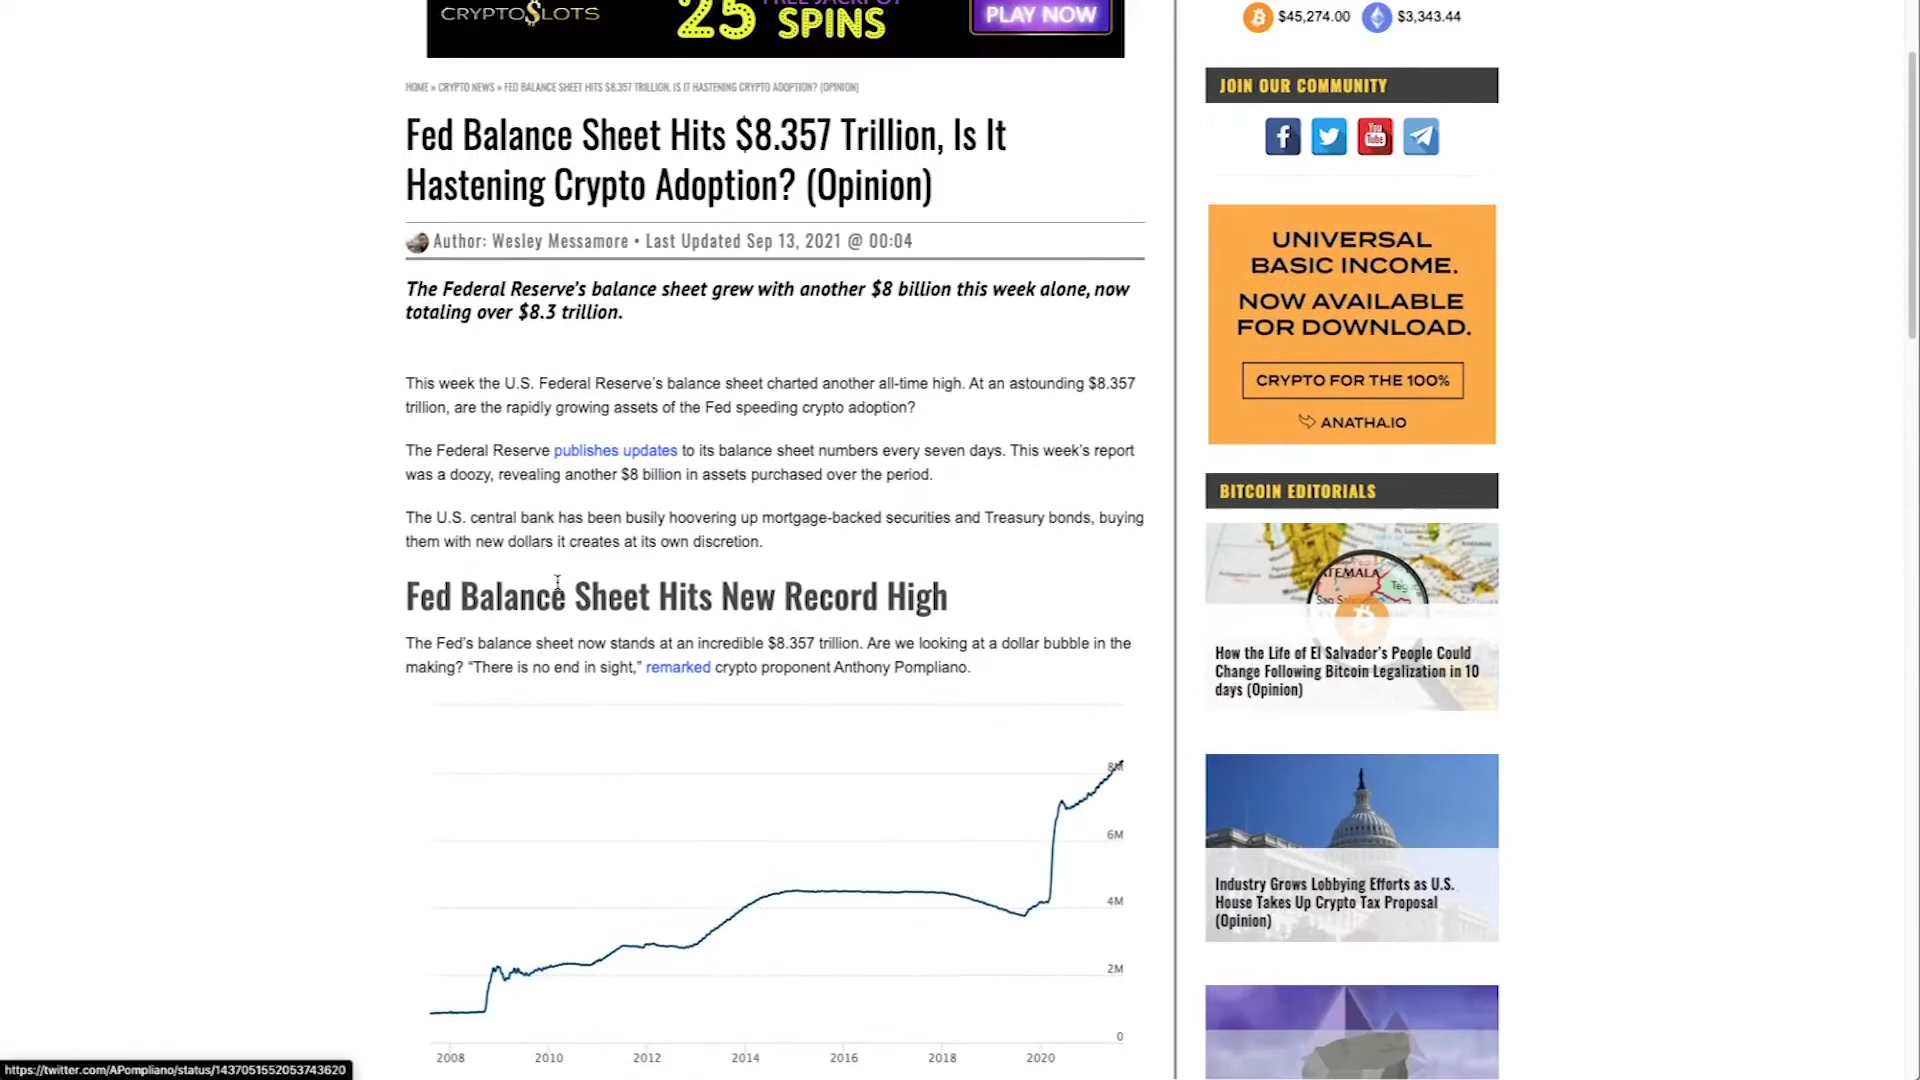 CRYPTOSLOTS
25
FREE JACKPOT
SPINS
PLAY NOW
$45,274.00
$3,343.44
HOME » CRYPTO NEWS » FED BALANCE SHEET HITS $8.357 TRILLION, IS IT HASTENING CRYPTO ADOPTION? (OPINION)
Fed Balance Sheet Hits $8.357 Trillion, Is It
Hastening Crypto Adoption? (Opinion)
Author: Wesley Messamore • Last Updated Sep 13, 2021 @ 00:04
The Federal Reserve's balance sheet grew with another $8 billion this week alone, now
totaling over $8.3 trillion.
This week the U.S. Federal Reserve's balance sheet charted another all-time high. At an astounding $8.357
trillion, are the rapidly growing assets of the Fed speeding crypto adoption?
The Federal Reserve publishes updates to its balance sheet numbers every seven days. This week's report
was a doozy, revealing another $8 billion in assets purchased over the period.
The U.S. central bank has been busily hoovering up mortgage-backed securities and Treasury bonds, buying
them with new dollars it creates at its own discretion.
Fed Balance Sheet Hits New Record High
The Fed's balance sheet now stands at an incredible $8.357 trillion. Are we looking at a dollar bubble in the
making? “There is no end in sight,” remarked crypto proponent Anthony Pompliano.
8M
6M
4M
2M
0
2008 2010 2012 2014 2016 2018 2020
JOIN OUR COMMUNITY
You
Tube
UNIVERSAL
BASIC INCOME.
NOW AVAILABLE
FOR DOWNLOAD.
CRYPTO FOR THE 100%
ANATHA.IO
BITCOIN EDITORIALS
How the Life of El Salvador's People Could
Change Following Bitcoin Legalization in 10
days (Opinion)
Industry Grows Lobbying Efforts as U.S.
House Takes Up Crypto Tax Proposal
(Opinion)
https://twitter.com/APompliano/status/1437051552053743620